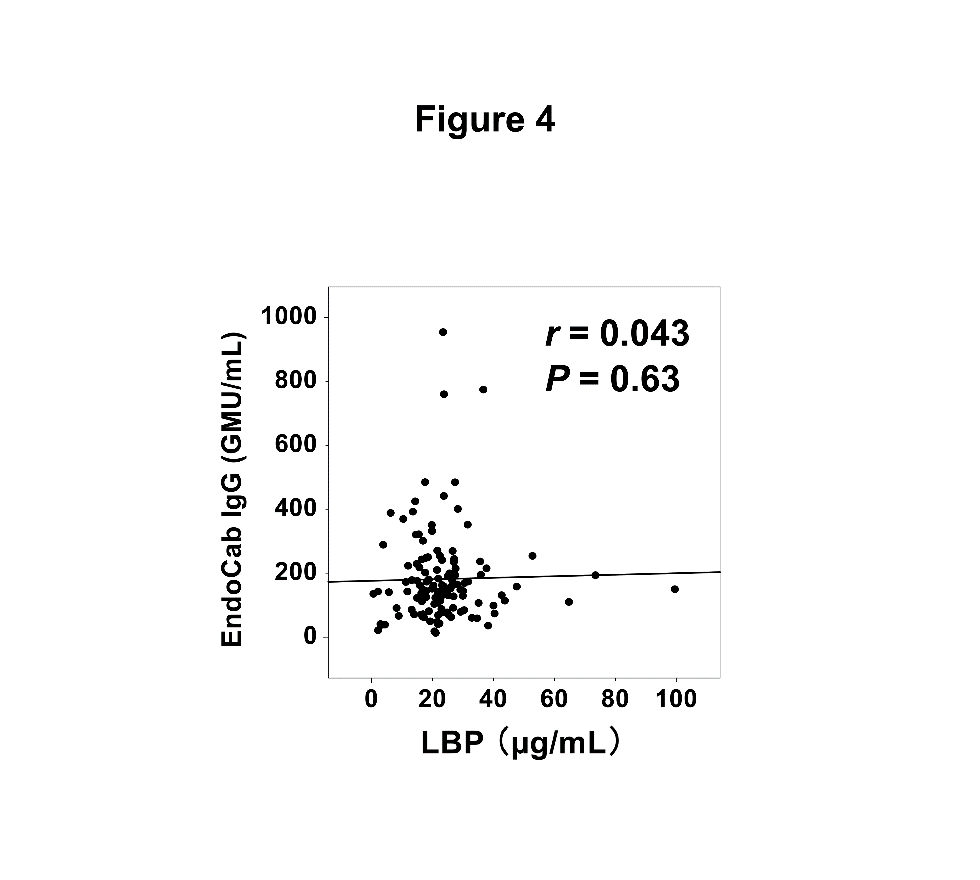 Figure 4
1000
800
600
400
200
0
EndoCab IgG (GMU/mL)
r = 0.043
P = 0.63
0 20 40 60 80 100
LBP（μg/mL）